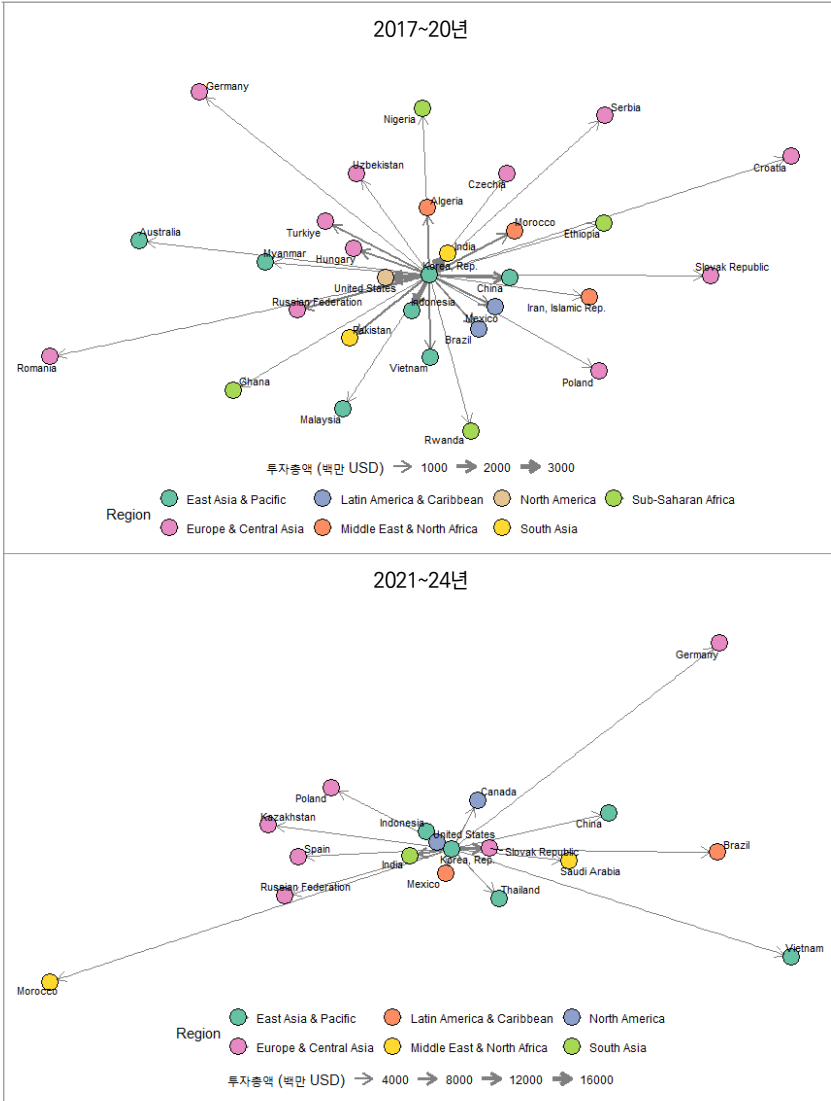 2017~20년
Germany
Nigeria
Serbia
Uzbekistan
Czechia
Croatia
Algeria
Australia
Turkiye
Morocco
Ethiopia
Myanmar
Hungary
India
Korea, Rep.
Slovak Republic
United States
China
Russian Federation
Indonesia
Iran, Islamic Rep.
Mexico
Pakistan
Brazil
Romania
Vietnam
Ghana
Poland
Malaysia
Rwanda
투자총액 (백만 USD) 1000 2000 3000
Region
East Asia & Pacific Latin America & Caribbean North America Sub-Saharan Africa
Europe & Central Asia Middle East & North Africa South Asia
2021~24년
Germany
Poland
Canada
Kazakhstan
Indonesia
China
United States
Spain
Slovak Republic
Brazil
India
Korea, Rep.
Saudi Arabia
Mexico
Russian Federation
Thailand
Vietnam
Morocco
Region
East Asia & Pacific Latin America & Caribbean North America
Europe & Central Asia Middle East & North Africa South Asia
투자총액 (백만 USD) 4000 8000 12000 16000